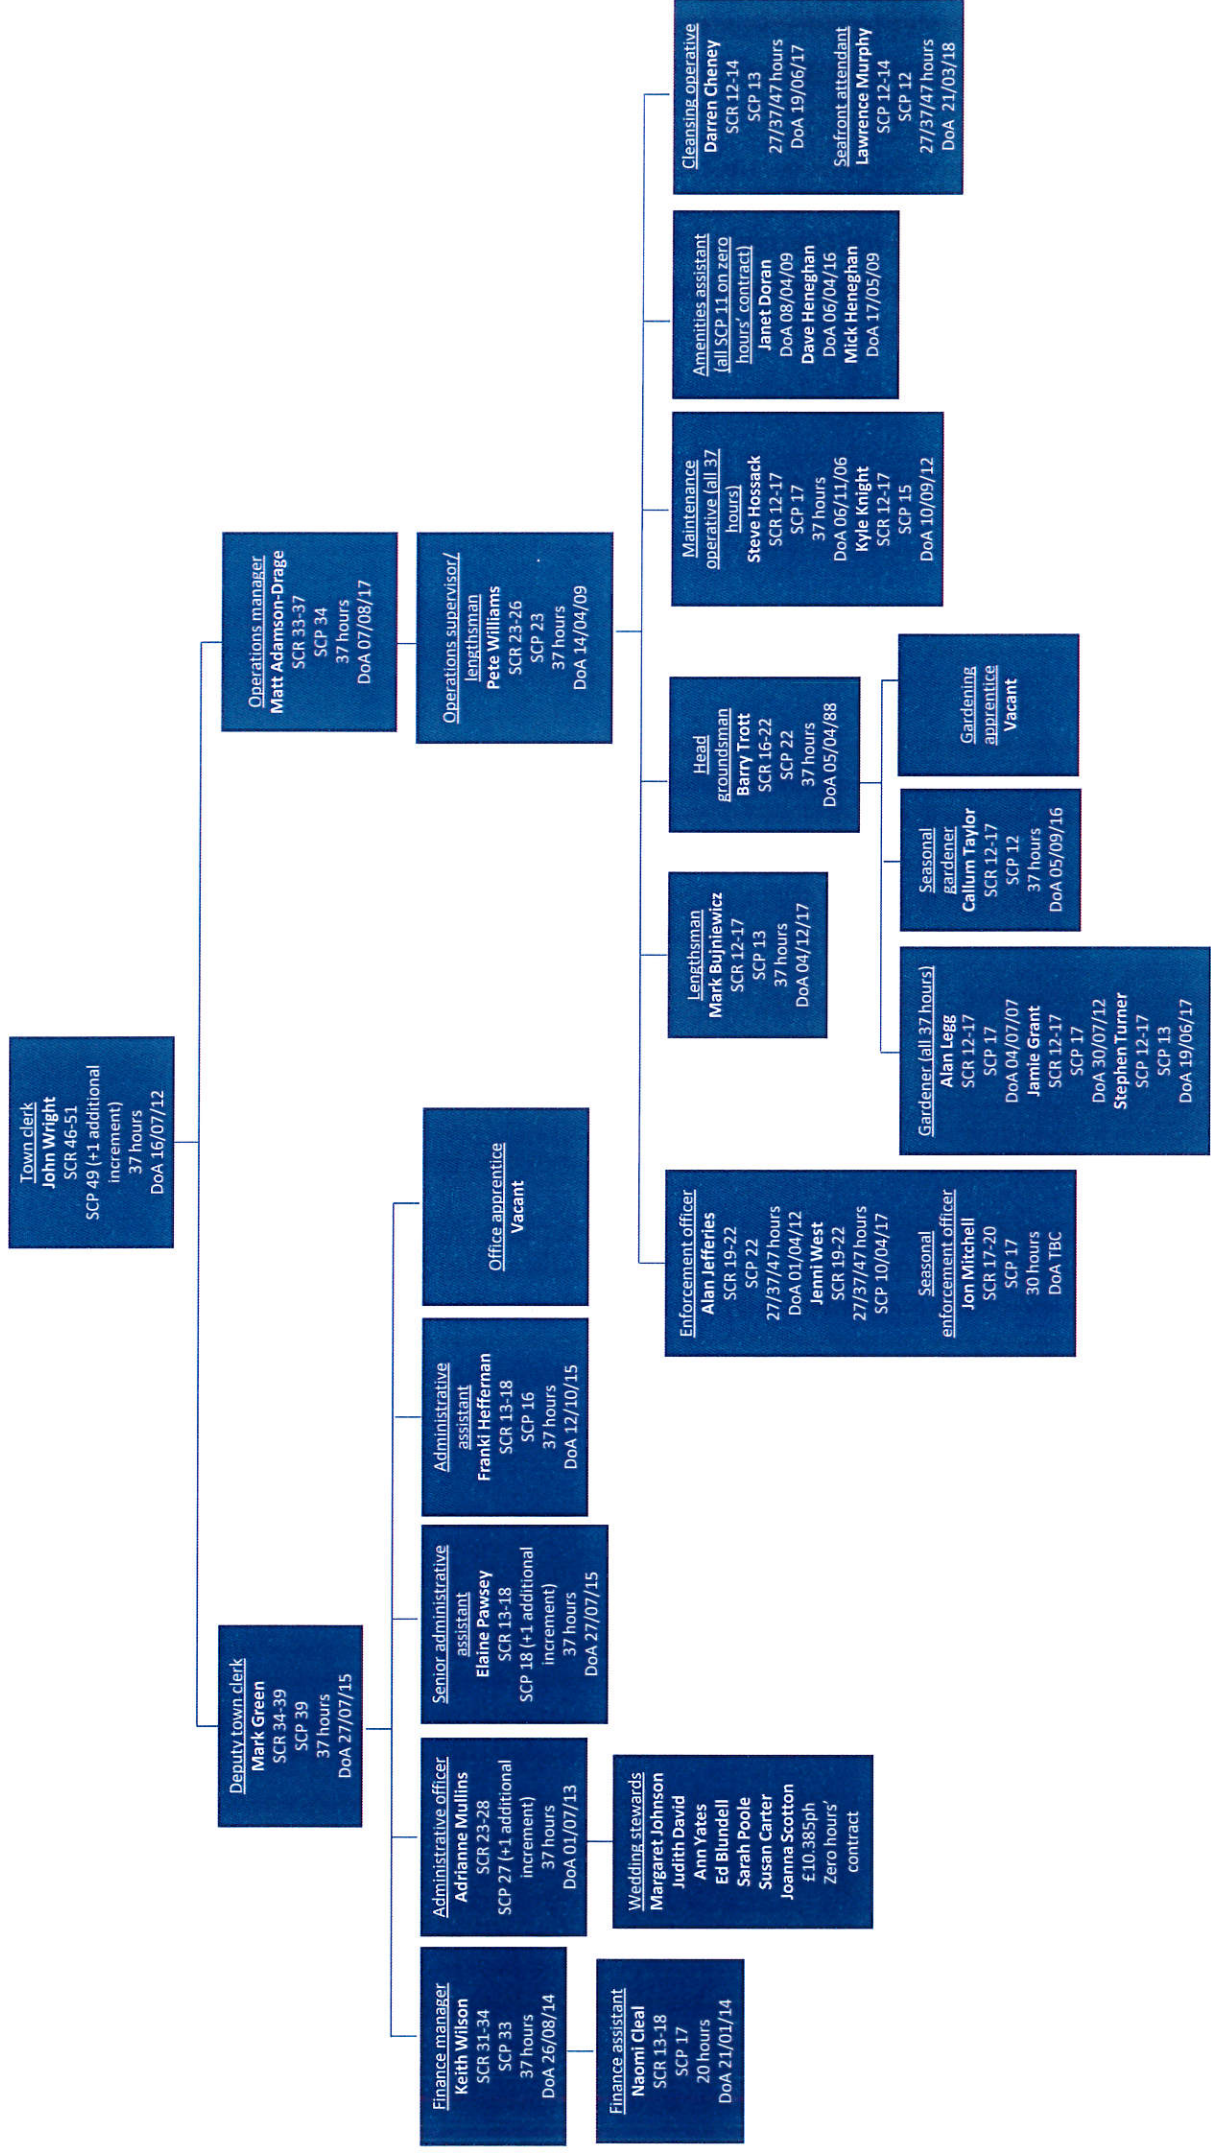 Town clerk
John Wright
SCR 46-51
SCP 49 (+1 additional
increment)
37 hours
DoA 16/07/12
Deputy town clerk
Mark Green
SCR 34-39
SCP 39
37 hours
DoA 27/07/15
Operations manager
Matt Adamson-Drage
SCR 33-37
SCP 34
37 hours
DoA 07/08/17
Finance manager
Keith Wilson
SCR 31-34
SCP 33
37 hours
DoA 26/08/14
Administrative officer
Adrianne Mullins
SCR 23-28
SCP 27 (+1 additional
increment)
37 hours
DoA 01/07/13
Senior administrative
assistant
Elaine Pawsey
SCR 13-18
SCP 18 (+1 additional
increment)
37 hours
DoA 27/07/15
Administrative
assistant
Franki Heffernan
SCR 13-18
SCP 16
37 hours
DoA 12/10/15
Office apprentice
Vacant
Operations supervisor/
lengthsman
Pete Williams
SCR 23-26
SCP 23
37 hours
DoA 14/04/09
Finance assistant
Naomi Cleal
SCR 13-18
SCP 17
20 hours
DoA 21/01/14
Wedding stewards
Margaret Johnson
Judith David
Ann Yates
Ed Blundell
Sarah Poole
Susan Carter
Joanna Scotton
£10.385ph
Zero hours'
contract
Enforcement officer
Alan Jefferies
SCR 19-22
SCP 22
27/37/47 hours
DoA 01/04/12
Jenni West
SCR 19-22
27/37/47 hours
SCP 10/04/17
Seasonal
enforcement officer
Jon Mitchell
SCR 17-20
SCP 17
30 hours
DoA TBC
Lengthsman
Mark Bujniewicz
SCR 12-17
SCP 13
37 hours
DoA 04/12/17
Head
groundsman
Barry Trott
SCR 16-22
SCP 22
37 hours
DoA 05/04/88
Maintenance
operative (all 37
hours)
Steve Hossack
SCR 12-17
SCP 17
37 hours
DoA 06/11/06
Kyle Knight
SCR 12-17
SCP 15
DoA 10/09/12
Amenities assistant
(all SCP 11 on zero
hours' contract)
Janet Doran
DoA 08/04/09
Dave Heneghan
DoA 06/04/16
Mick Heneghan
DoA 17/05/09
Cleansing operative
Darren Cheney
SCR 12-14
SCP 13
27/37/47 hours
DoA 19/06/17
Seafront attendant
Lawrence Murphy
SCP 12-14
SCP 12
27/37/47 hours
DoA 21/03/18
Gardener (all 37 hours)
Alan Legg
SCR 12-17
SCP 17
DoA 04/07/07
Jamie Grant
SCR 12-17
SCP 17
DoA 30/07/12
Stephen Turner
SCP 12-17
SCP 13
DoA 19/06/17
Seasonal
gardener
Callum Taylor
SCR 12-17
SCP 12
37 hours
DoA 05/09/16
Gardening
apprentice
Vacant